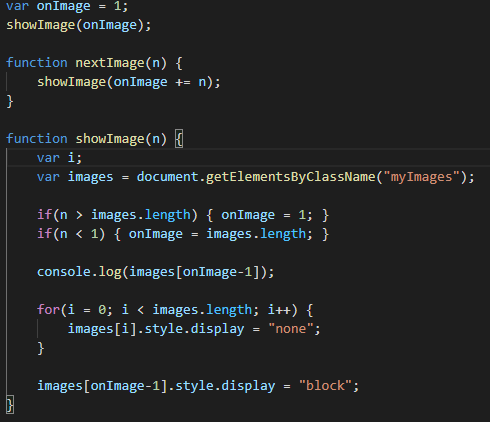 var onImage = 1;
showImage(onImage);
function nextImage(n) {
showImage(onImage += n);
}
function showImage(n) {
var i;
var images = document.getElementsByClassName("myImages");
if(n > images.length) { onImage = 1; }
if(n < 1) { onImage = images.length; }
console.log(images[onImage-1]);
for(i = 0; i < images.length; i++) {
images[i].style.display = "none";
}
images[onImage-1].style.display = "block";
}